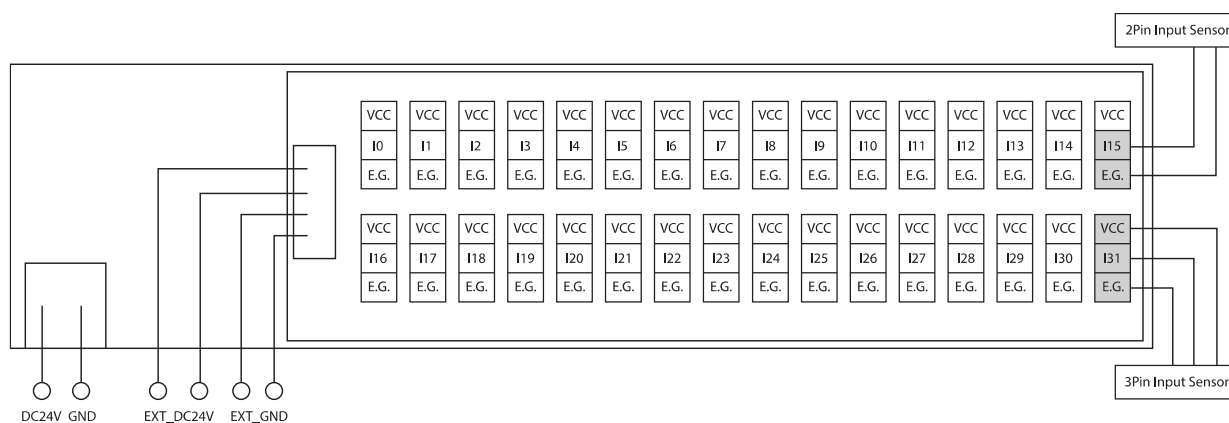 2Pin Input Sensor
VCC VCC VCC VCC VCC VCC VCC VCC VCC VCC VCC VCC VCC VCC VCC VCC
I0 I1 I2 I3 I4 I5 I6 I7 I8 I9 I10 I11 I12 I13 I14 I15
E.G. E.G. E.G. E.G. E.G. E.G. E.G. E.G. E.G. E.G. E.G. E.G. E.G. E.G. E.G. E.G.
VCC VCC VCC VCC VCC VCC VCC VCC VCC VCC VCC VCC VCC VCC VCC VCC
I16 I17 I18 I19 I20 I21 I22 I23 I24 I25 I26 I27 I28 I29 I30 I31
E.G. E.G. E.G. E.G. E.G. E.G. E.G. E.G. E.G. E.G. E.G. E.G. E.G. E.G. E.G. E.G.
3Pin Input Sensor
DC24V GND EXT_DC24V EXT_GND